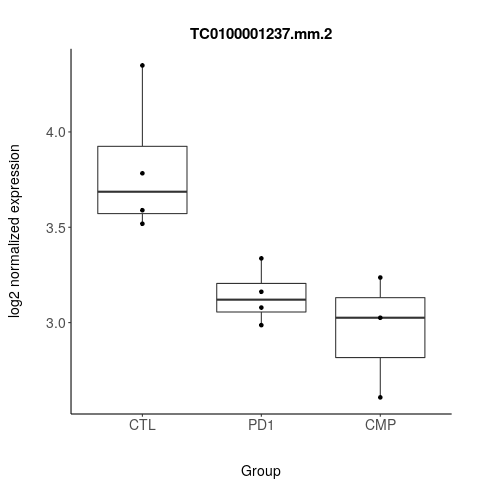 TC0100001237.mm.2
log2 normalized expression
4.0
3.5
3.0
CTL
PD1
CMP
Group